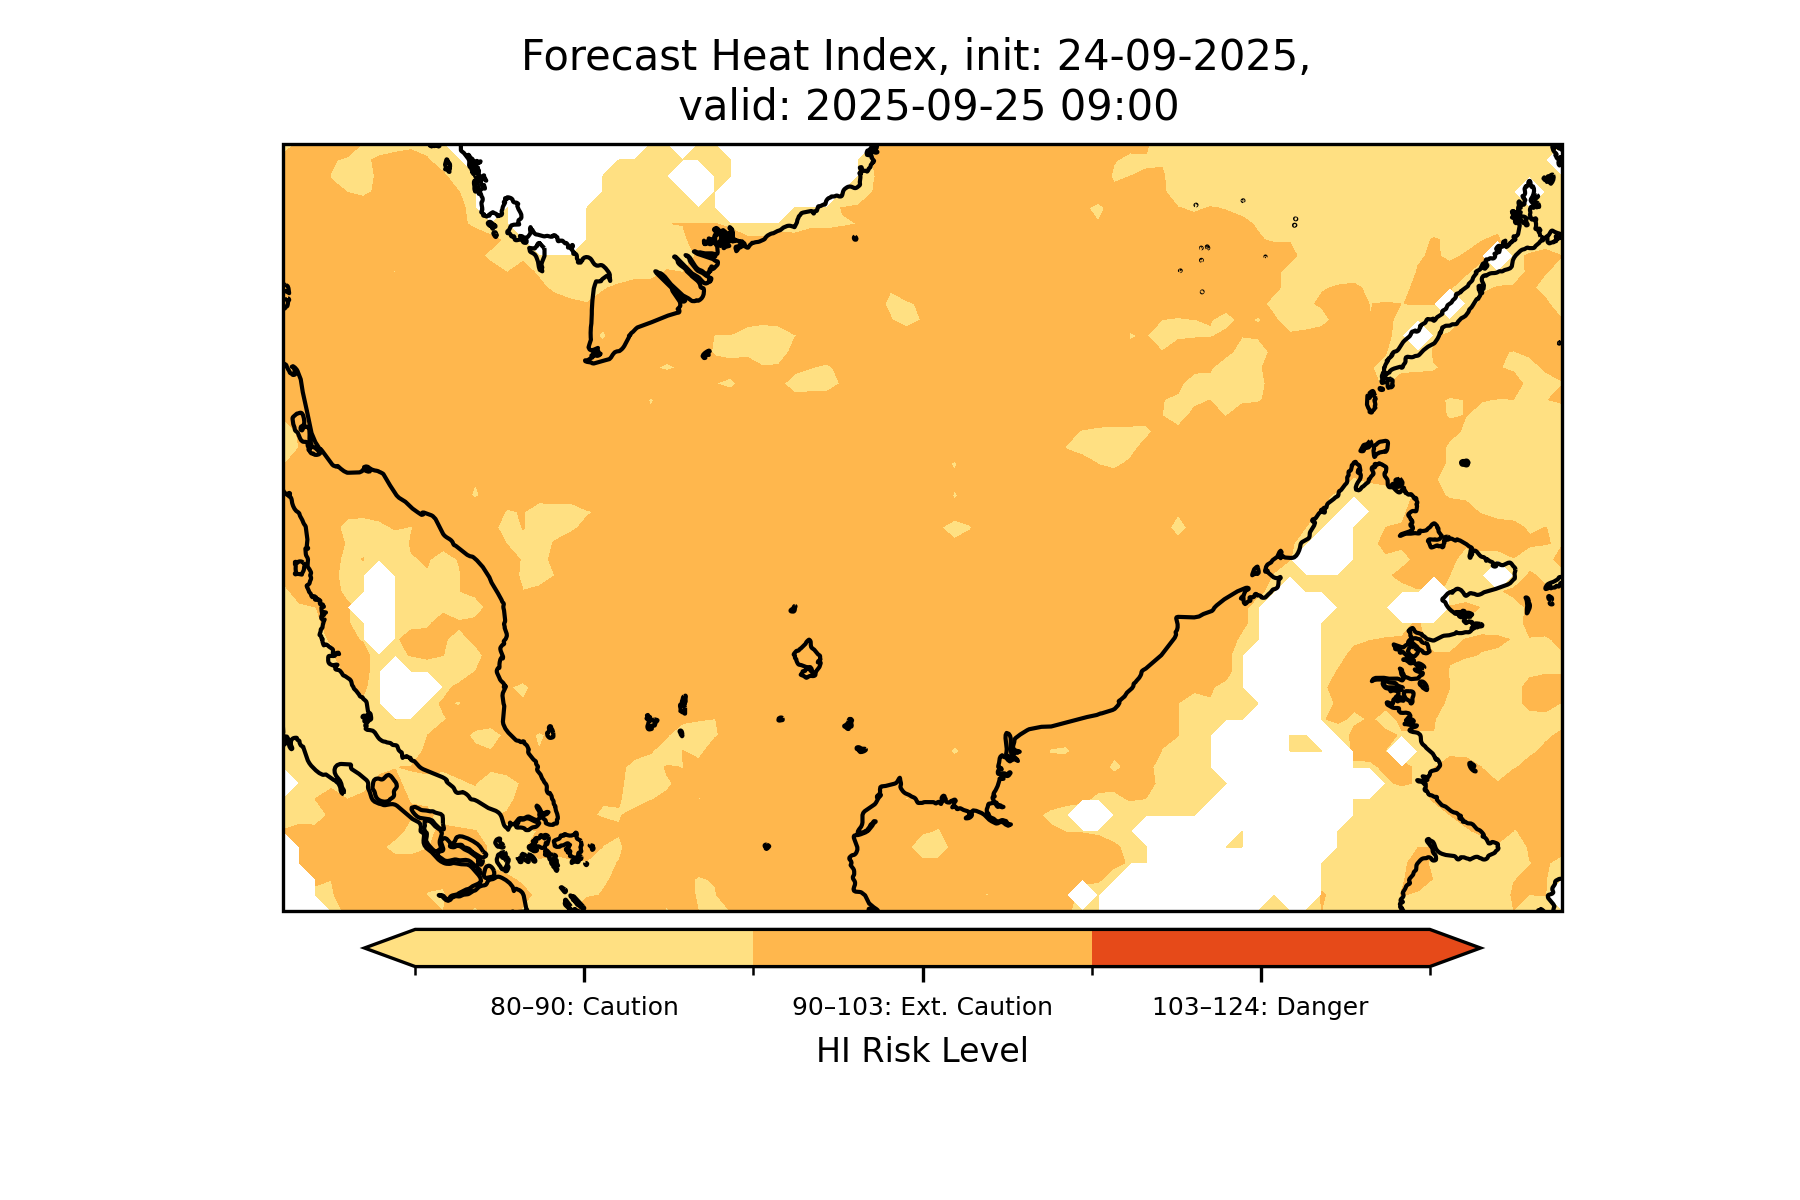 Forecast Heat Index, init: 24-09-2025,
valid: 2025-09-25 09:00
80–90: Caution
90–103: Ext. Caution
103–124: Danger
HI Risk Level